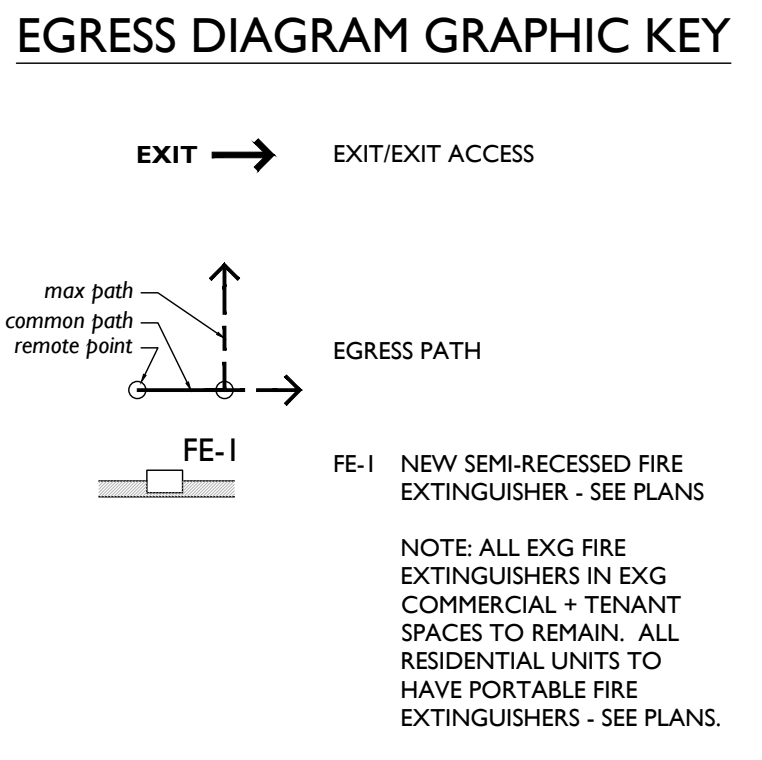 EGRESS DIAGRAM GRAPHIC KEY
EXIT
EXIT/EXIT ACCESS
max path
common path
remote point
EGRESS PATH
FE-1
FE-1 NEW SEMI-RECESSED FIRE
EXTINGUISHER - SEE PLANS
NOTE: ALL EXG FIRE
EXTINGUISHERS IN EXG
COMMERCIAL + TENANT
SPACES TO REMAIN. ALL
RESIDENTIAL UNITS TO
HAVE PORTABLE FIRE
EXTINGUISHERS - SEE PLANS.